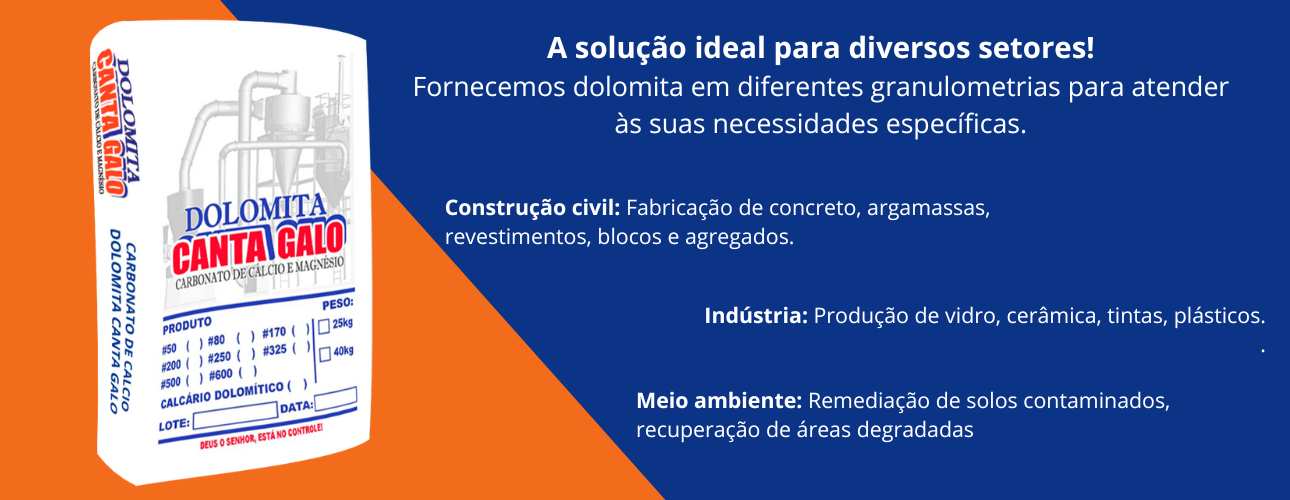 A solução ideal para diversos setores!
Fornecemos dolomita em diferentes granulometrias para atender
às suas necessidades específicas.
Construção civil: Fabricação de concreto, argamassas,
revestimentos, blocos e agregados.
Indústria: Produção de vidro, cerâmica, tintas, plásticos.
.
Meio ambiente: Remediação de solos contaminados,
recuperação de áreas degradadas
DOLOMITA
CANTA GALO
CARBONATO DE CÁLCIO E MAGNÉSIO
CARBONATO DE CALCIO
DOLOMITA CANTA GALO
DOLOMITA
CANTA GALO
CARBONATO DE CÁLCIO E MAGNÉSIO
PRODUTO
PESO:
#50 ( ) #80 ( ) #170 ( ) 25kg
#200 ( ) #250 ( ) #325 ( ) 40kg
#500 ( ) #600 ( )
CALCÁRIO DOLOMÍTICO ( )
LOTE: DATA:
DEUS O SENHOR, ESTÁ NO CONTROLE!